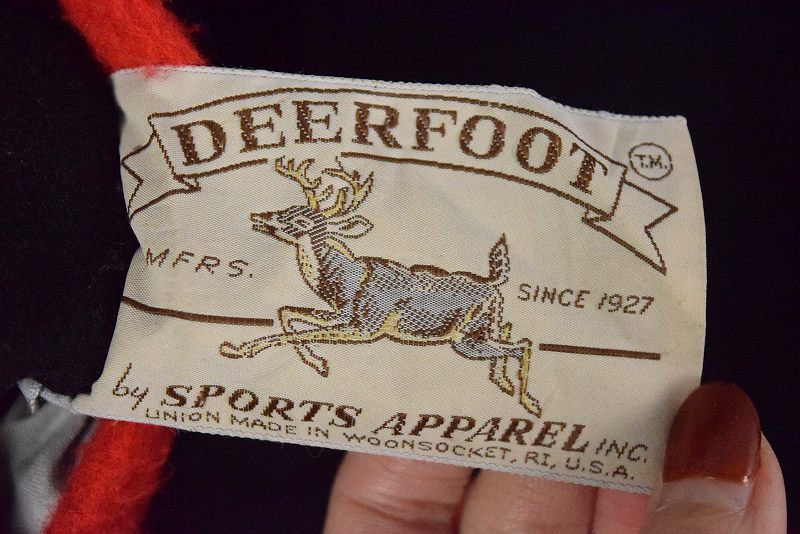 DEERFOOT
T.M.
MFRS.
SINCE 1927
by SPORTS APPAREL INC.
UNION MADE IN WOONSOCKET, RI, U.S.A.